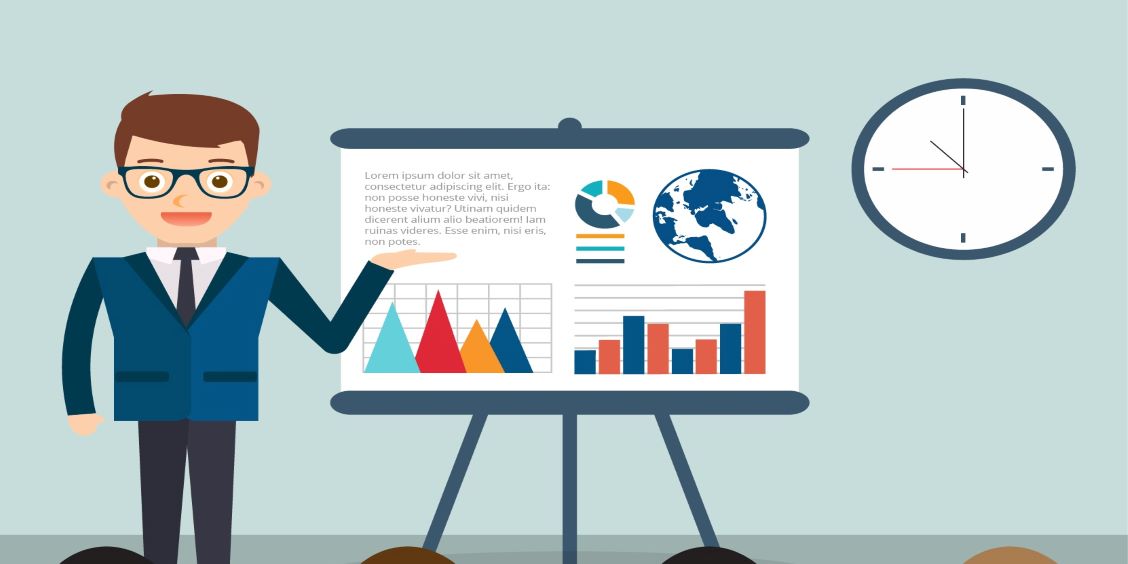 Lorem ipsum dolor sit amet,
consectetur adipiscing elit. Ergo ita:
non posse honeste vivi, nisi
honeste vivatur? Utinam quidem
dicerent alium alio beatiorem! Iam
ruinas videres. Esse enim, nisi eris,
non potes.